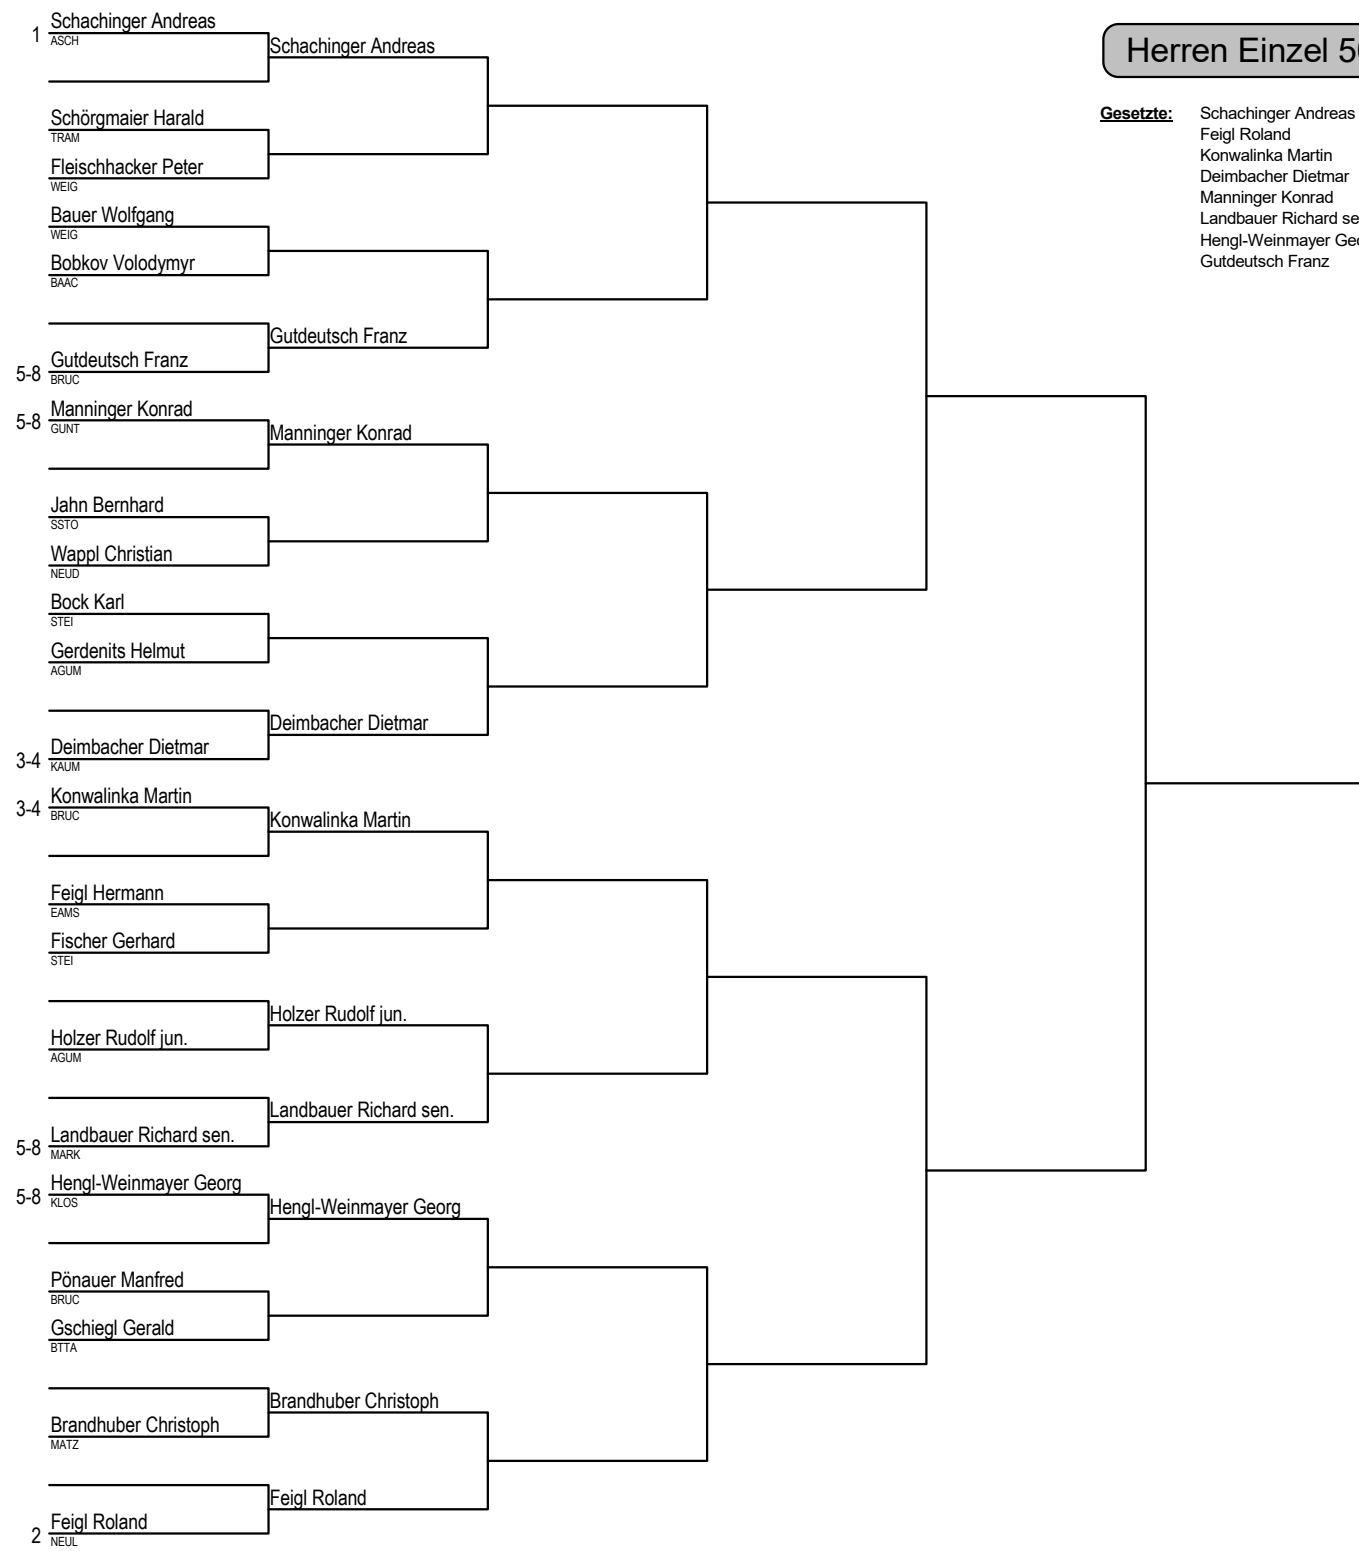 1
Schachinger Andreas
ASCH
Schachinger Andreas
Schörgmaier Harald
TRAM
Fleischhacker Peter
WEIG
Bauer Wolfgang
WEIG
Bobkov Volodymyr
BAAC
Gutdeutsch Franz
5-8
Gutdeutsch Franz
BRUC
5-8
Manninger Konrad
GUNT
Manninger Konrad
Jahn Bernhard
SSTO
Wappl Christian
NEUD
Bock Karl
STEI
Gerdenits Helmut
AGUM
Deimbacher Dietmar
3-4
Deimbacher Dietmar
KAUM
3-4
Konwalinka Martin
BRUC
Konwalinka Martin
Feigl Hermann
EAMS
Fischer Gerhard
STEI
Holzer Rudolf jun.
Holzer Rudolf jun.
AGUM
Landbauer Richard sen.
5-8
Landbauer Richard sen.
MARK
5-8
Hengl-Weinmayer Georg
KLOS
Hengl-Weinmayer Georg
Pönauer Manfred
BRUC
Gschiegl Gerald
BTTA
Brandhuber Christoph
Brandhuber Christoph
MATZ
Feigl Roland
2
Feigl Roland
NEUL
Herren Einzel 5
Gesetzte: Schachinger Andreas
Feigl Roland
Konwalinka Martin
Deimbacher Dietmar
Manninger Konrad
Landbauer Richard se
Hengl-Weinmayer Geo
Gutdeutsch Franz